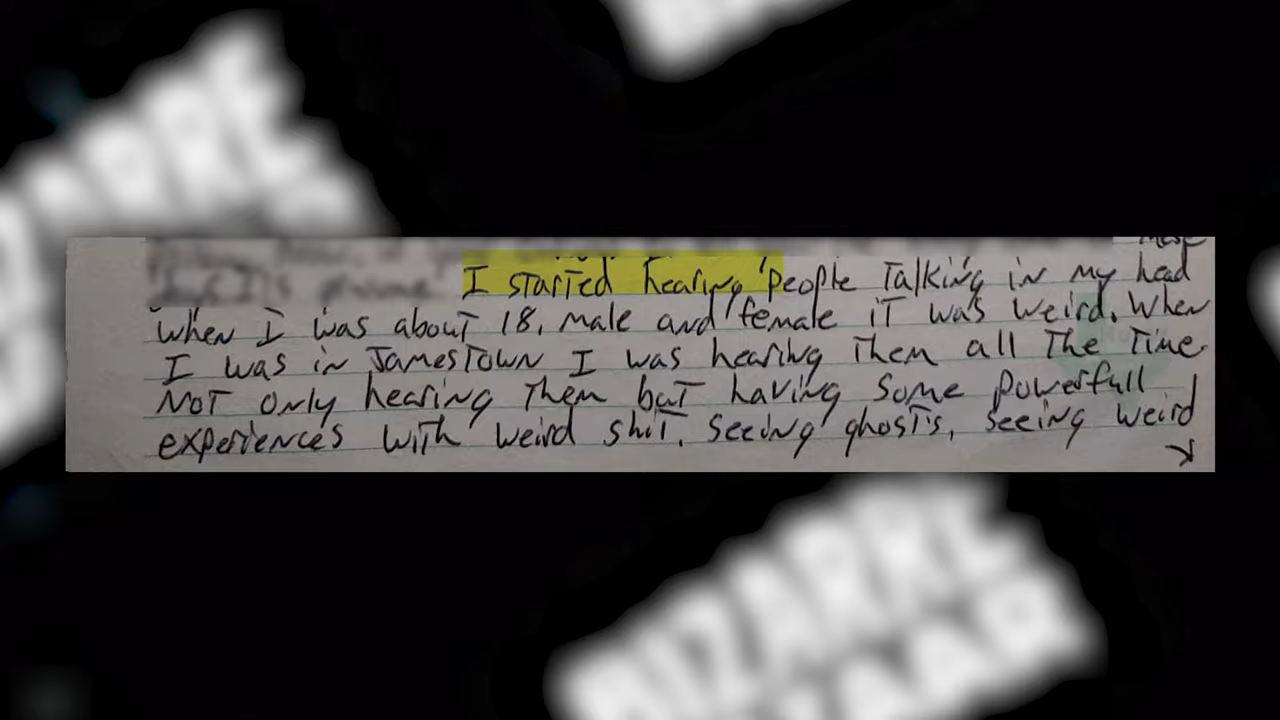 I started hearing people talking in my head
when I was about 18. male and female it was weird. when
I was in Jamestown I was hearing them all the time.
Not only hearing them but having some powerfull
experiences with weird shit. seeing ghosts, seeing weird